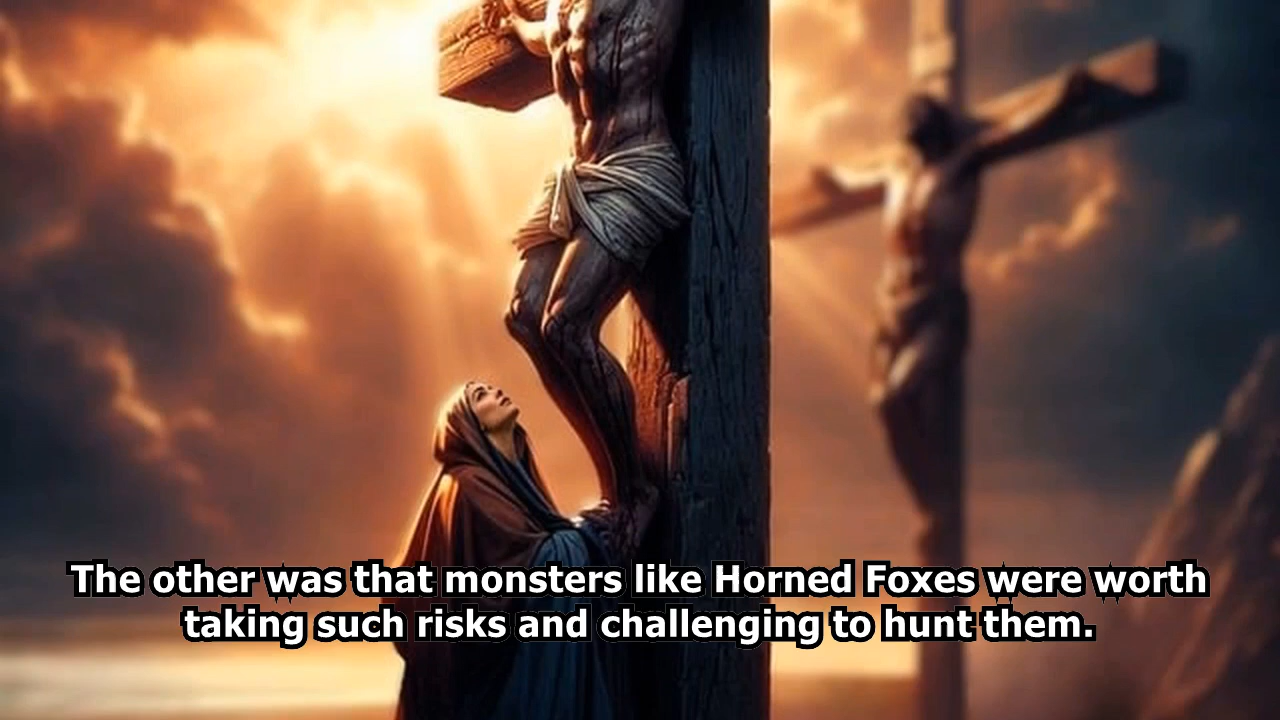 The other was that monsters like Horned Foxes were worth
taking such risks and challenging to hunt them.